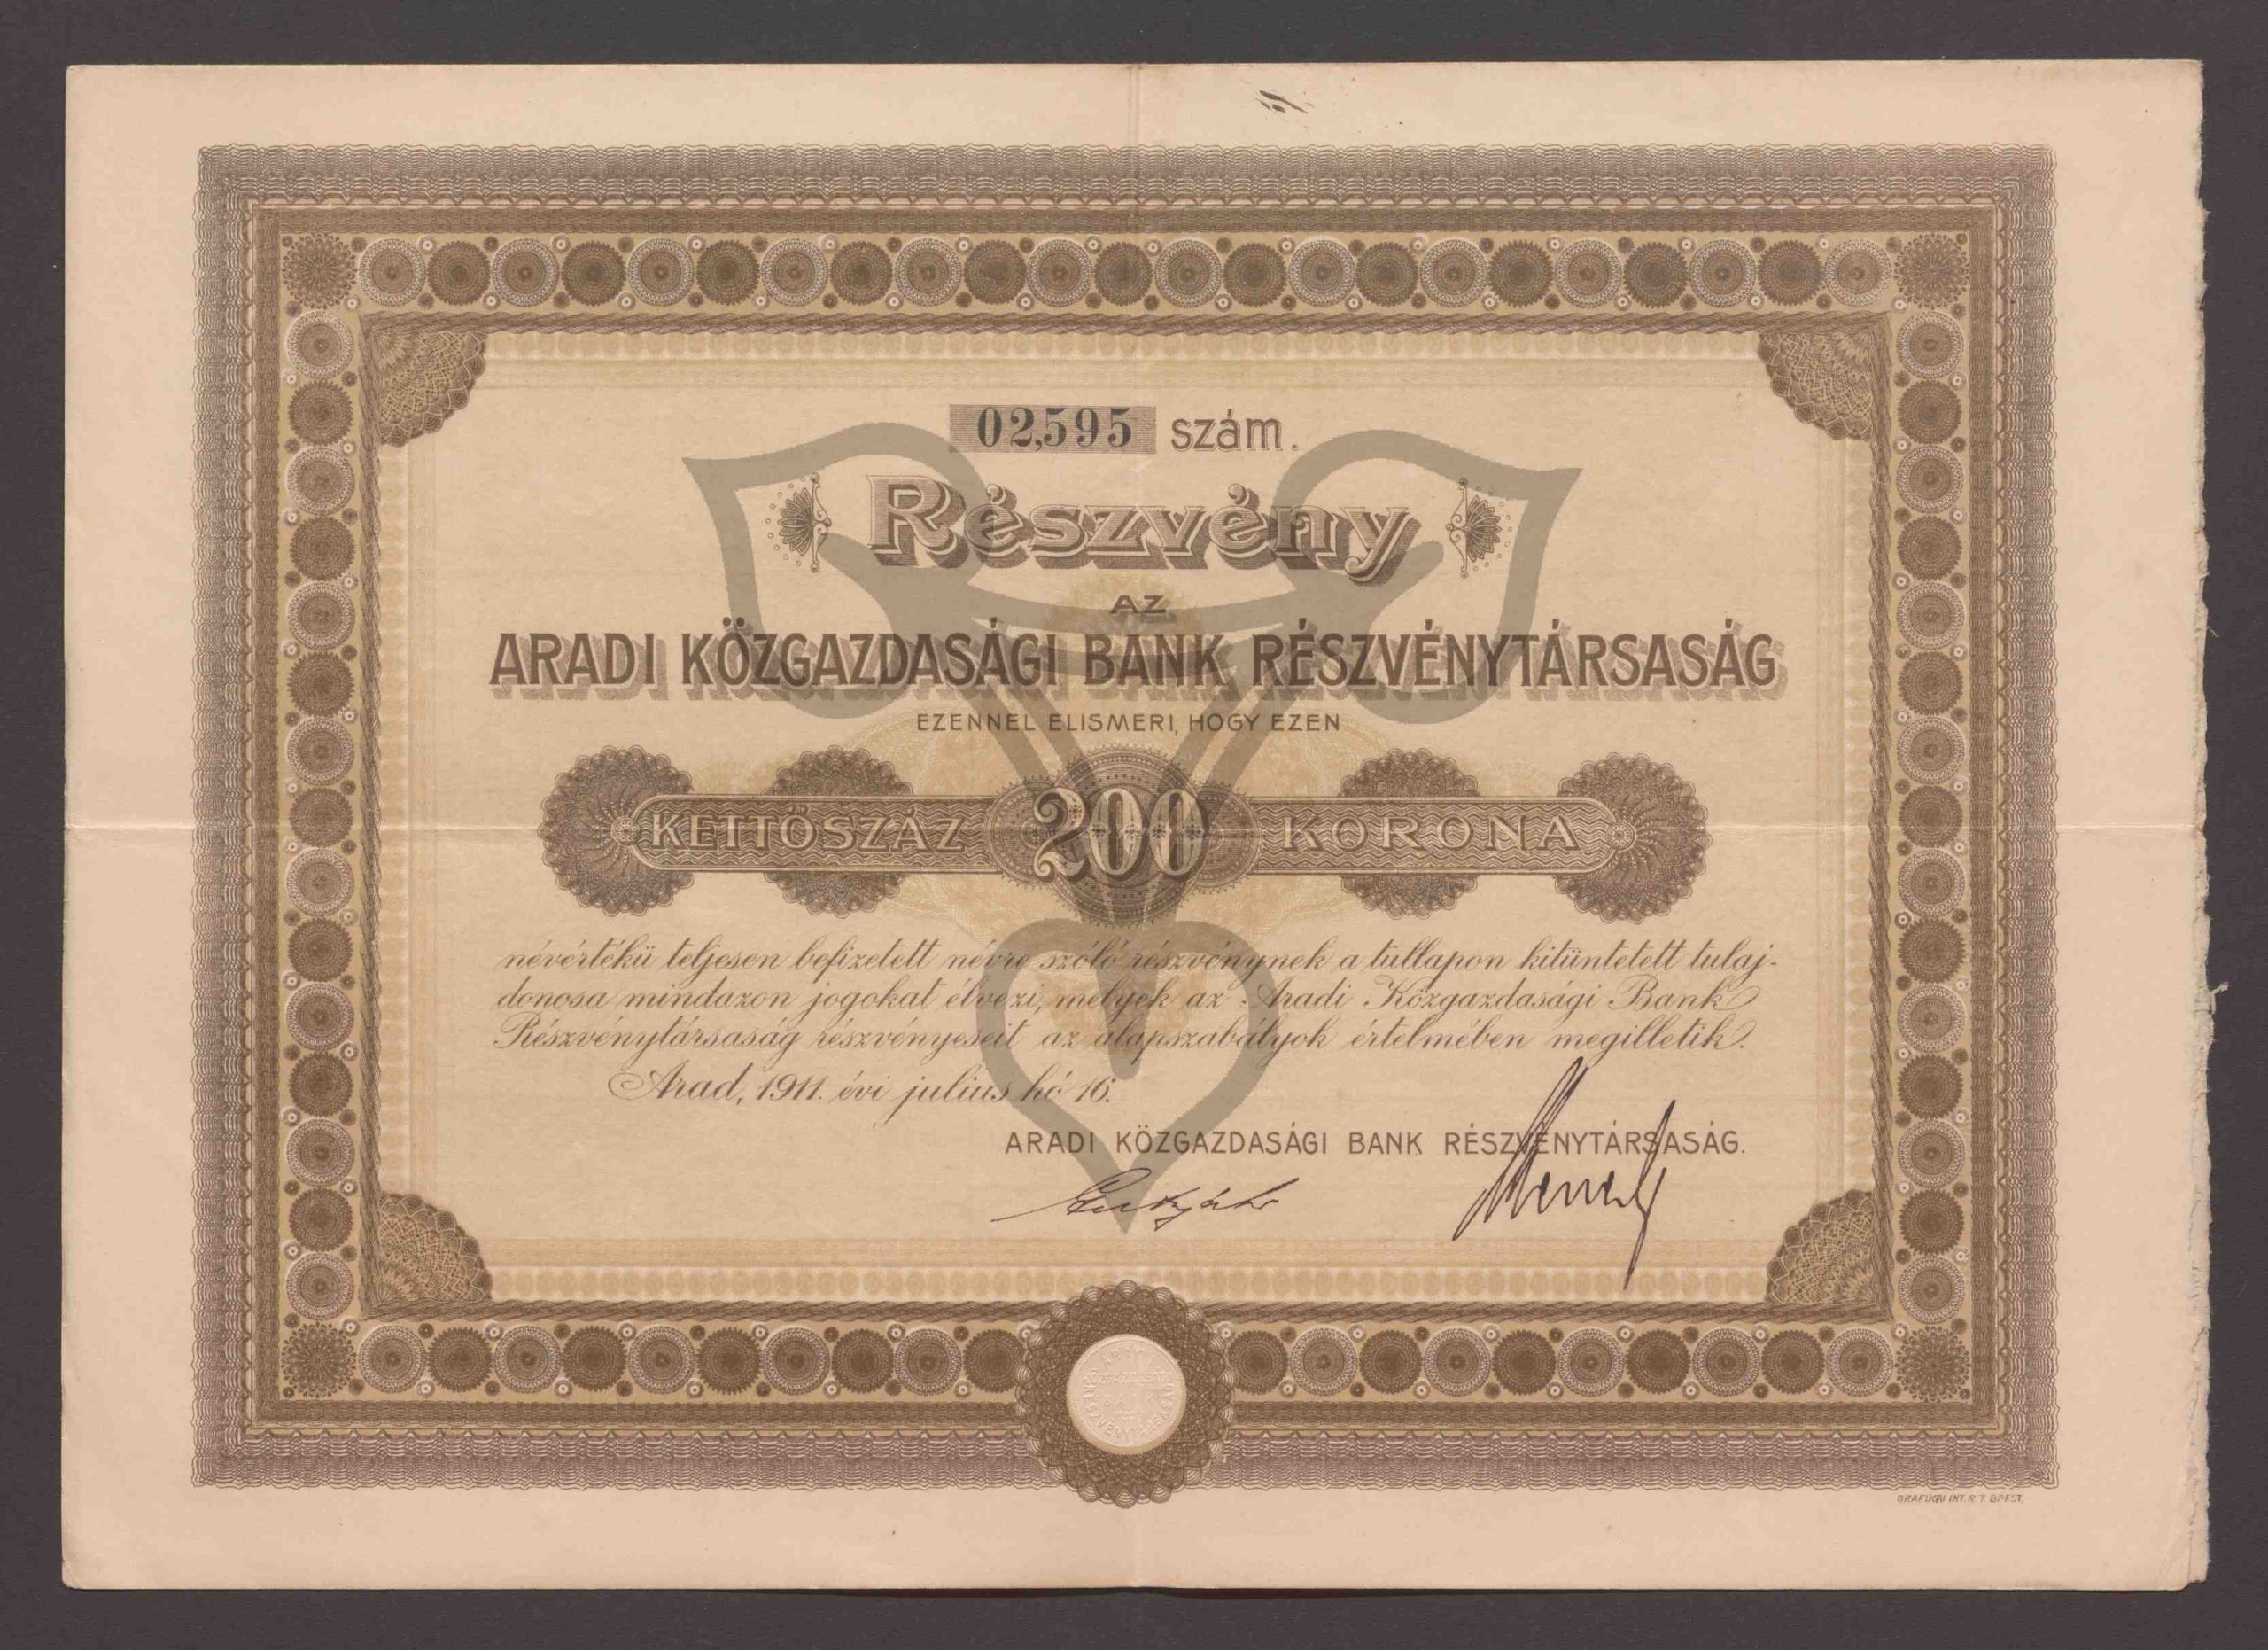 02,595 szám.
Részvény
AZ
ARADI KÖZGAZDASÁGI BANK RÉSZVÉNYTÁRSASÁG
EZENNEL ELISMERI, HOGY EZEN
KETTŐSZÁZ 200 KORONA
névértékü teljesen befizetett névre szóló részvénynek a tullapon kitüntetett tulaj-
donosa mindazon jogokat élvezi, melyek az Aradi Közgazdasági Bank
Részvénytársaság részvényeseit az alapszabályok értelmében megilletik.
Arad, 1911. évi julius hó 16.
ARADI KÖZGAZDASÁGI BANK RÉSZVÉNYTÁRSASÁG.
GRAFIKAI INT. R T BPEST.